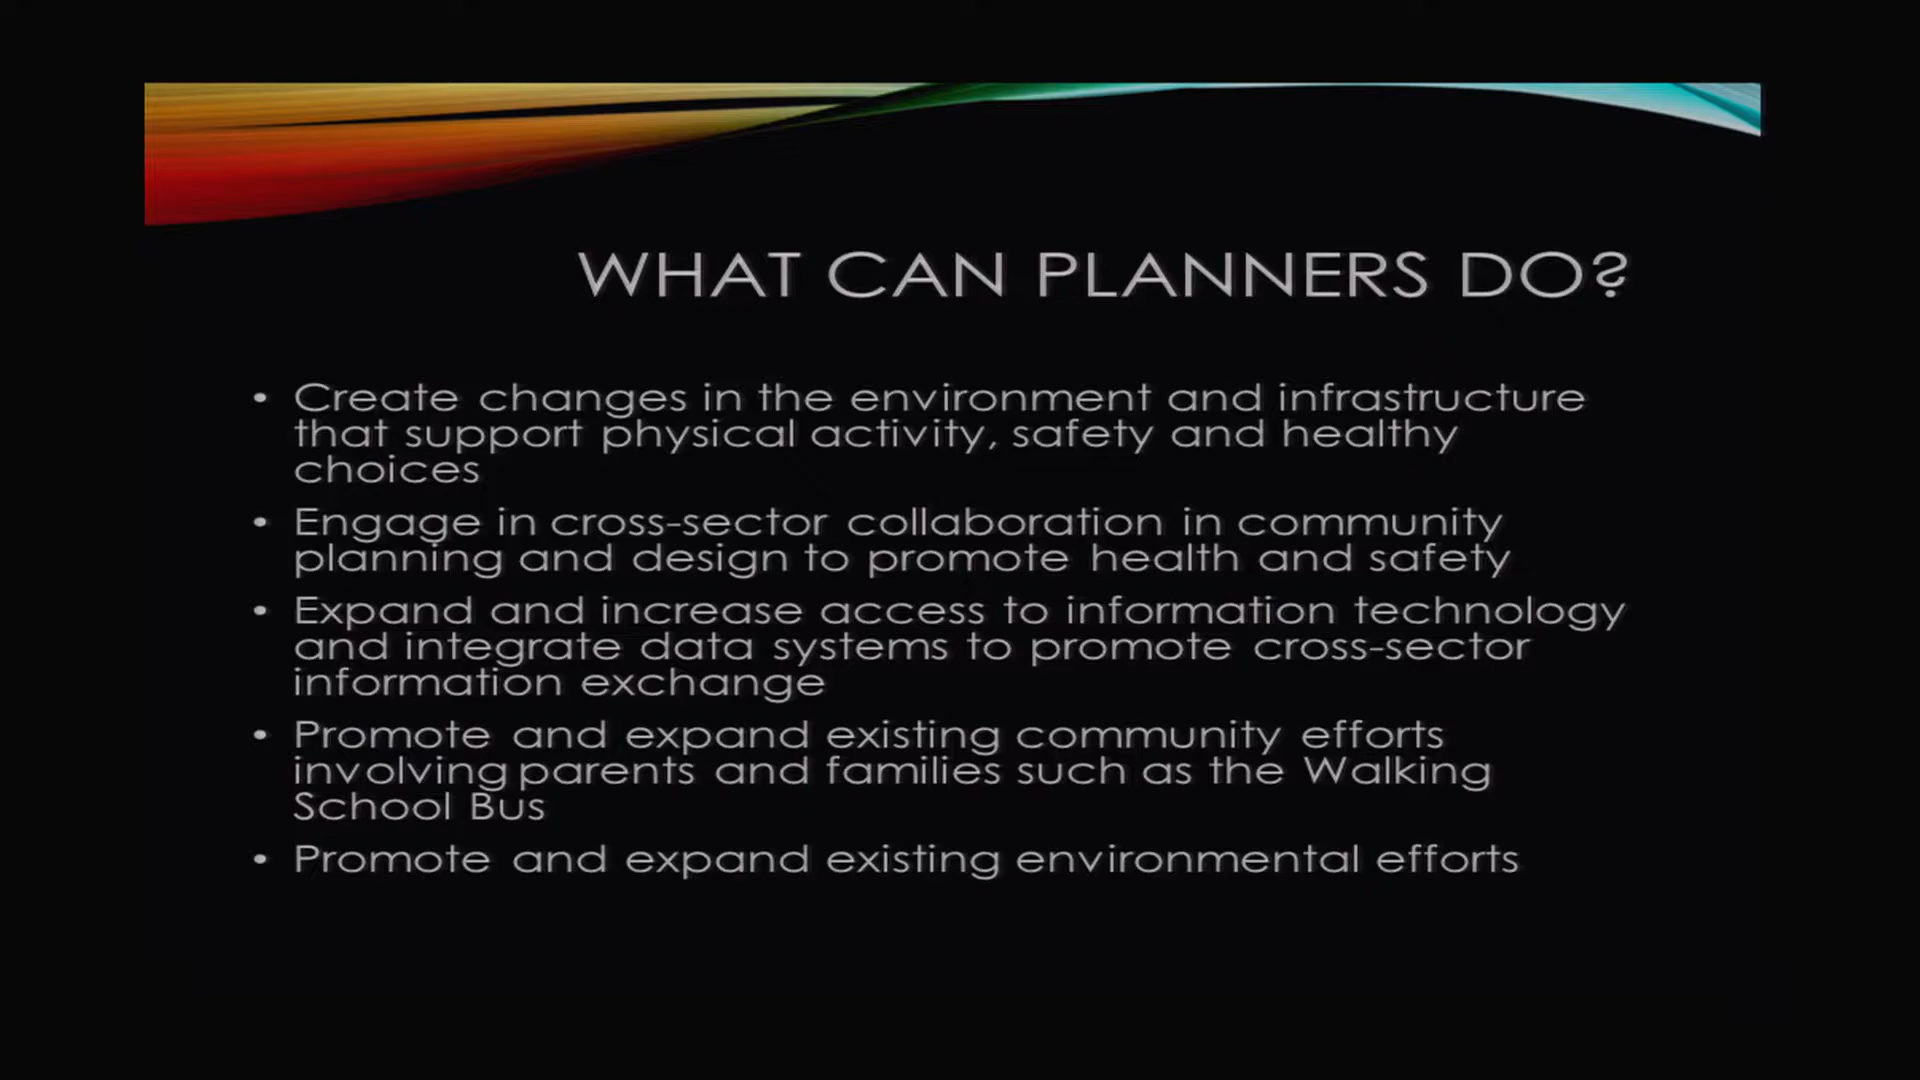 WHAT CAN PLANNERS DO?
• Create changes in the environment and infrastructure
that support physical activity, safety and healthy
choices
• Engage in cross-sector collaboration in community
planning and design to promote health and safety
• Expand and increase access to information technology
and integrate data systems to promote cross-sector
information exchange
• Promote and expand existing community efforts
involving parents and families such as the Walking
School Bus
• Promote and expand existing environmental efforts